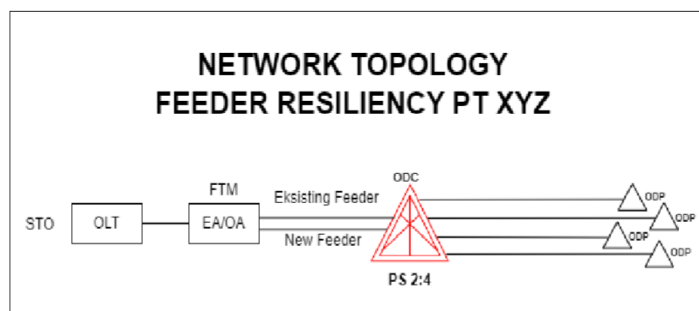 NETWORK TOPOLOGY
FEEDER RESILIENCY PT XYZ
ODC
FTM
Eksisting Feeder
ODP
STO
OLT
EA/OA
ODP
New Feeder
ODP
ODP
PS 2:4